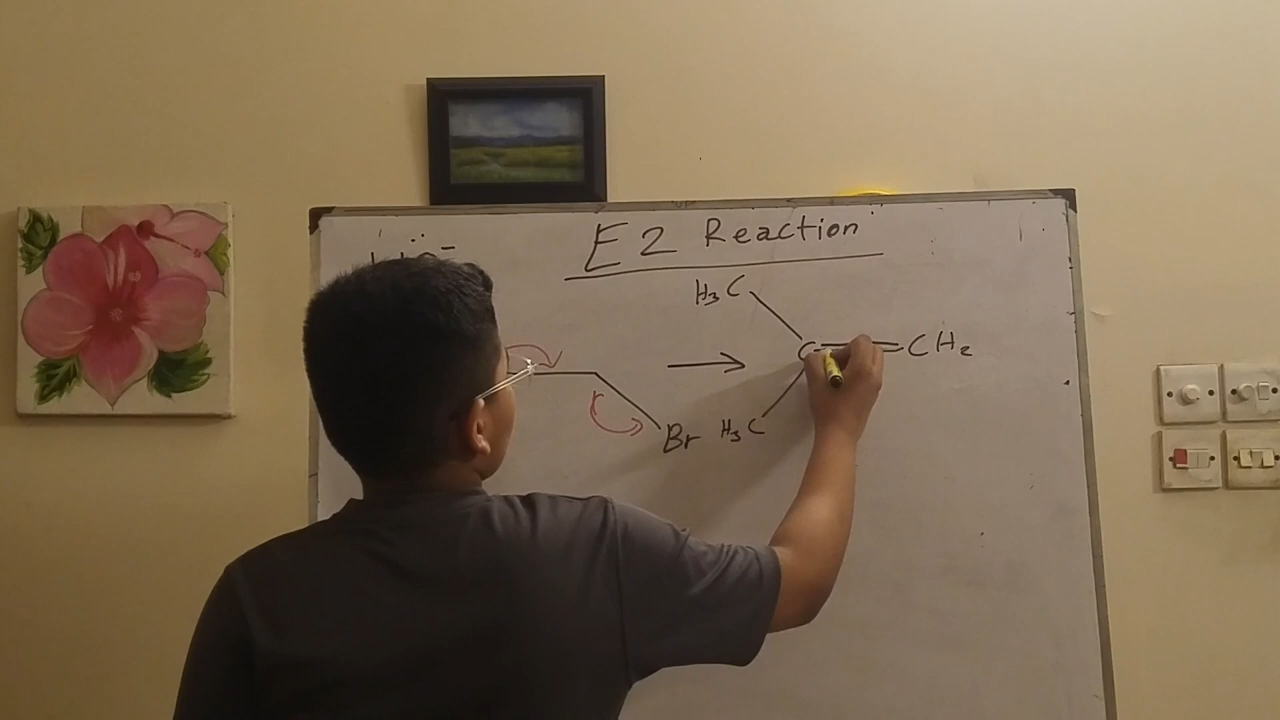 E2 Reaction
H₃C
C=CH₂
Br
H₃C